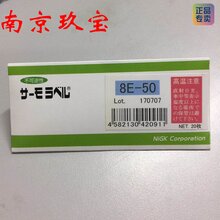 南京玖宝
正品
专卖
不可逆性
サーモラベル®
8E-50
Lot. 170707
高温注意
4582130420911
NET 20枚
NiGK Corporation